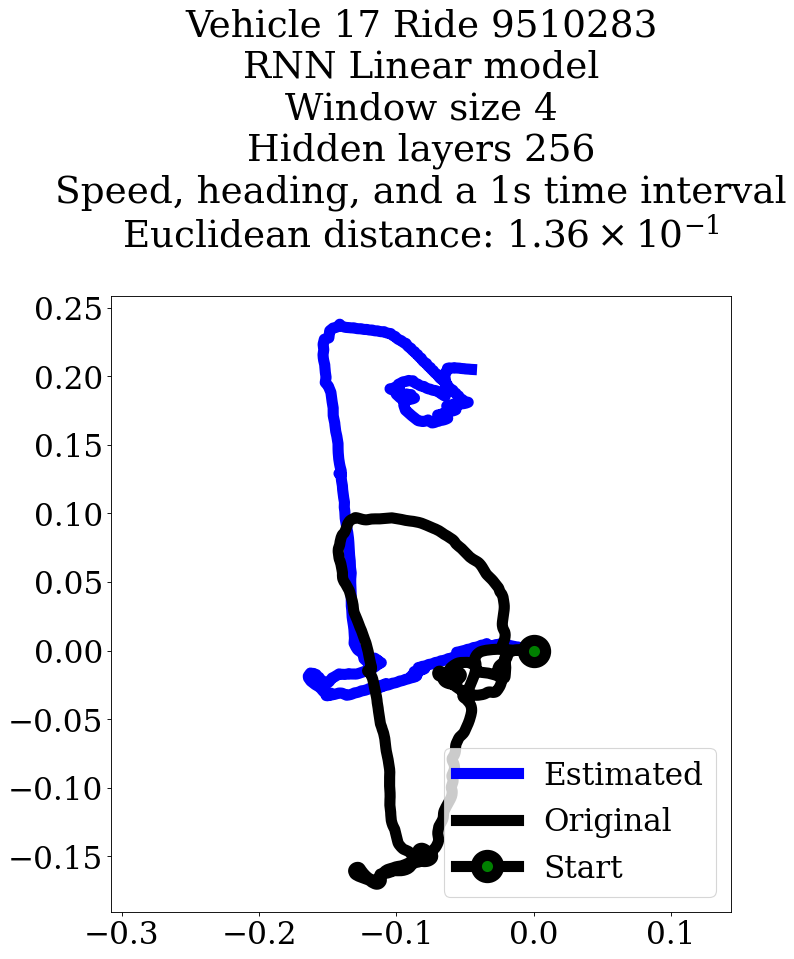 Vehicle 17 Ride 9510283
RNN Linear model
Window size 4
Hidden layers 256
Speed, heading, and a 1s time interval
Euclidean distance: 1.36 × 10⁻¹
0.25
0.20
0.15
0.10
0.05
0.00
−0.05
−0.10
−0.15
Estimated
Original
Start
−0.3
−0.2
−0.1
0.0
0.1